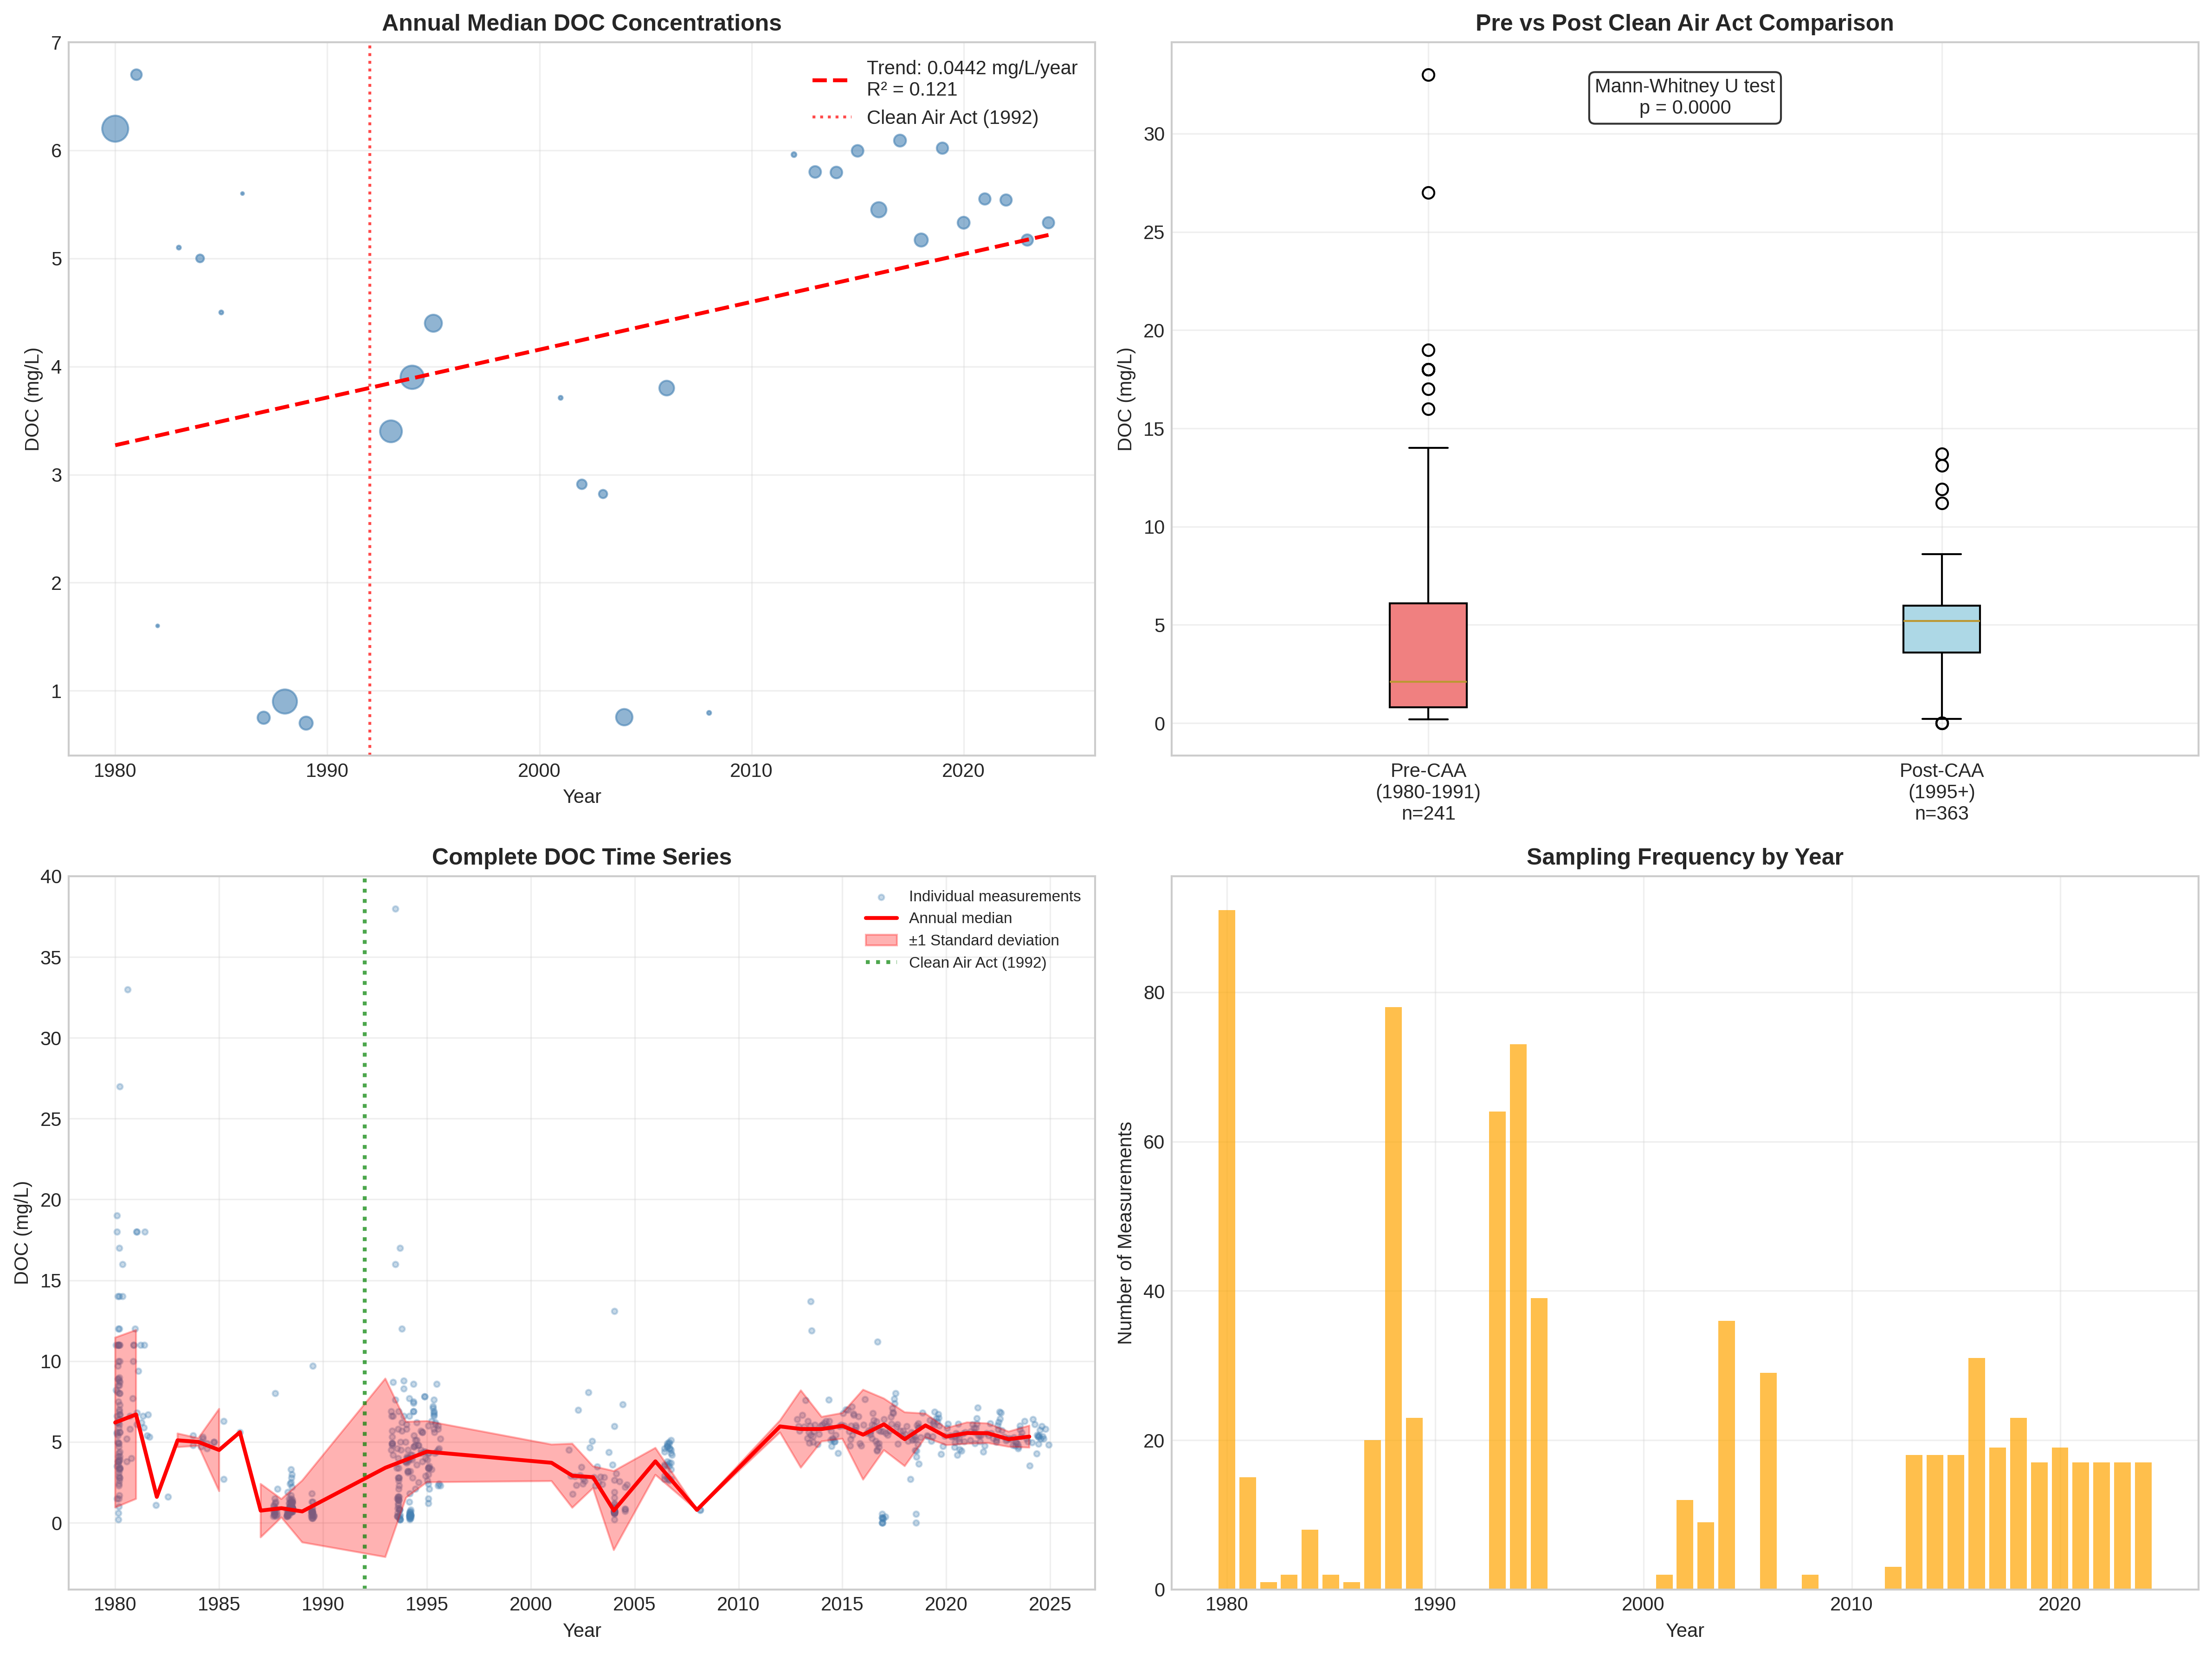 Annual Median DOC Concentrations
7
6
5
4
3
2
1
DOC (mg/L)
Trend: 0.0442 mg/L/year
R² = 0.121
Clean Air Act (1992)
1980
1990
2000
2010
2020
Year
Pre vs Post Clean Air Act Comparison
Mann-Whitney U test
p = 0.0000
30
25
20
15
10
5
0
DOC (mg/L)
Pre-CAA
(1980-1991)
n=241
Post-CAA
(1995+)
n=363
Complete DOC Time Series
40
35
30
25
20
15
10
5
0
DOC (mg/L)
Individual measurements
Annual median
±1 Standard deviation
Clean Air Act (1992)
1980
1985
1990
1995
2000
2005
2010
2015
2020
2025
Year
Sampling Frequency by Year
80
60
40
20
0
Number of Measurements
1980
1990
2000
2010
2020
Year